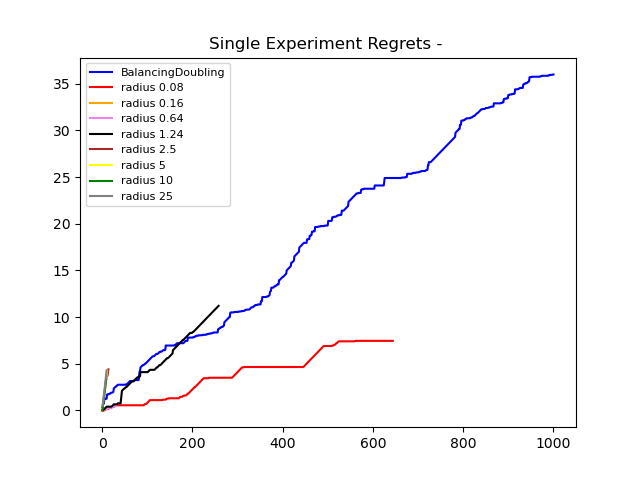 Single Experiment Regrets -
BalancingDoubling
radius 0.08
radius 0.16
radius 0.64
radius 1.24
radius 2.5
radius 5
radius 10
radius 25
35
30
25
20
15
10
5
0
0 200 400 600 800 1000